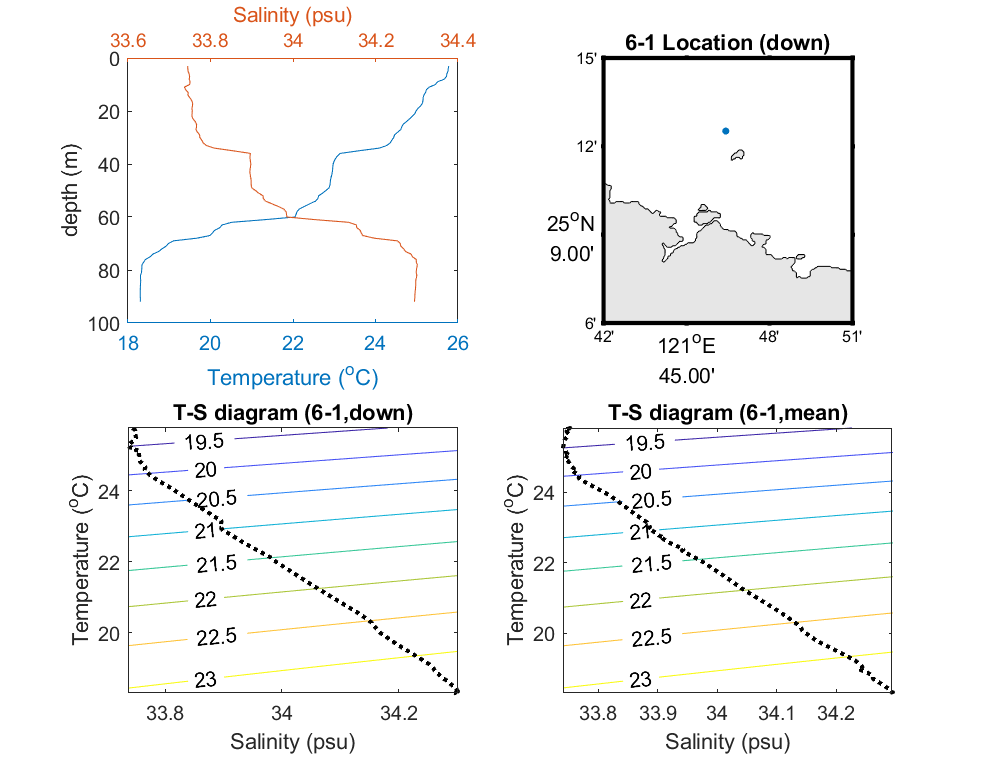 Salinity (psu)
33.6 33.8 34 34.2 34.4
0
20
40
60
80
100
depth (m)
18 20 22 24 26
Temperature (°C)
6-1 Location (down)
15'
12'
25°N
9.00'
6'
42' 48' 51'
121°E
45.00'
T-S diagram (6-1,down)
19.5
20
20.5
21
21.5
22
22.5
23
24
22
20
Temperature (°C)
33.8 34 34.2
Salinity (psu)
T-S diagram (6-1,mean)
19.5
20
20.5
21
21.5
22
22.5
23
24
22
20
Temperature (°C)
33.8 33.9 34 34.1 34.2
Salinity (psu)